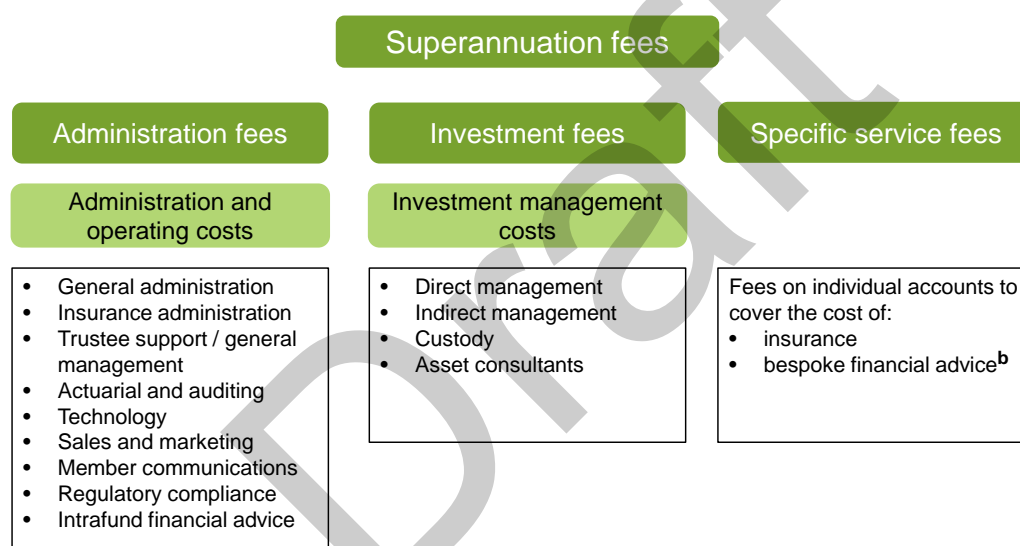 Superannuation fees
Administration fees
Investment fees
Specific service fees
Administration and
operating costs
Investment management
costs
• General administration
• Insurance administration
• Trustee support / general
management
• Actuarial and auditing
• Technology
• Sales and marketing
• Member communications
• Regulatory compliance
• Intrafund financial advice
• Direct management
• Indirect management
• Custody
• Asset consultants
Fees on individual accounts to
cover the cost of:
• insurance
• bespoke financial advice b
Draft